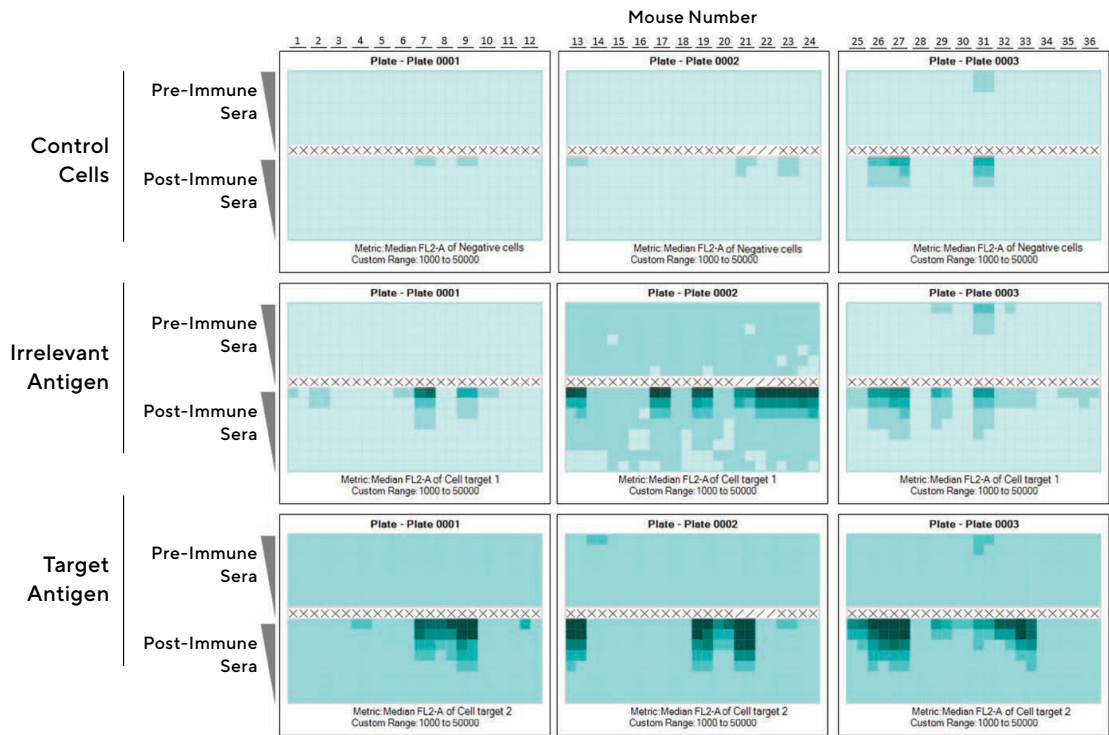 Mouse Number
1 2 3 4 5 6 7 8 9 10 11 12
13 14 15 16 17 18 19 20 21 22 23 24
25 26 27 28 29 30 31 32 33 34 35 36
Control
Cells
Pre-Immune
Sera
Post-Immune
Sera
Plate - Plate 0001
Metric:Median FL2-A of Negative cells
Custom Range:1000 to 50000
Plate - Plate 0002
Metric:Median FL2-A of Negative cells
Custom Range:1000 to 50000
Plate - Plate 0003
Metric:Median FL2-A of Negative cells
Custom Range:1000 to 50000
Irrelevant
Antigen
Pre-Immune
Sera
Post-Immune
Sera
Plate - Plate 0001
Metric:Median FL2-A of Cell target 1
Custom Range:1000 to 50000
Plate - Plate 0002
Metric:Median FL2-A of Cell target 1
Custom Range:1000 to 50000
Plate - Plate 0003
Metric:Median FL2-A of Cell target 1
Custom Range:1000 to 50000
Target
Antigen
Pre-Immune
Sera
Post-Immune
Sera
Plate - Plate 0001
Metric:Median FL2-A of Cell target 2
Custom Range:1000 to 50000
Plate - Plate 0002
Metric:Median FL2-A of Cell target 2
Custom Range:1000 to 50000
Plate - Plate 0003
Metric:Median FL2-A of Cell target 2
Custom Range:1000 to 50000